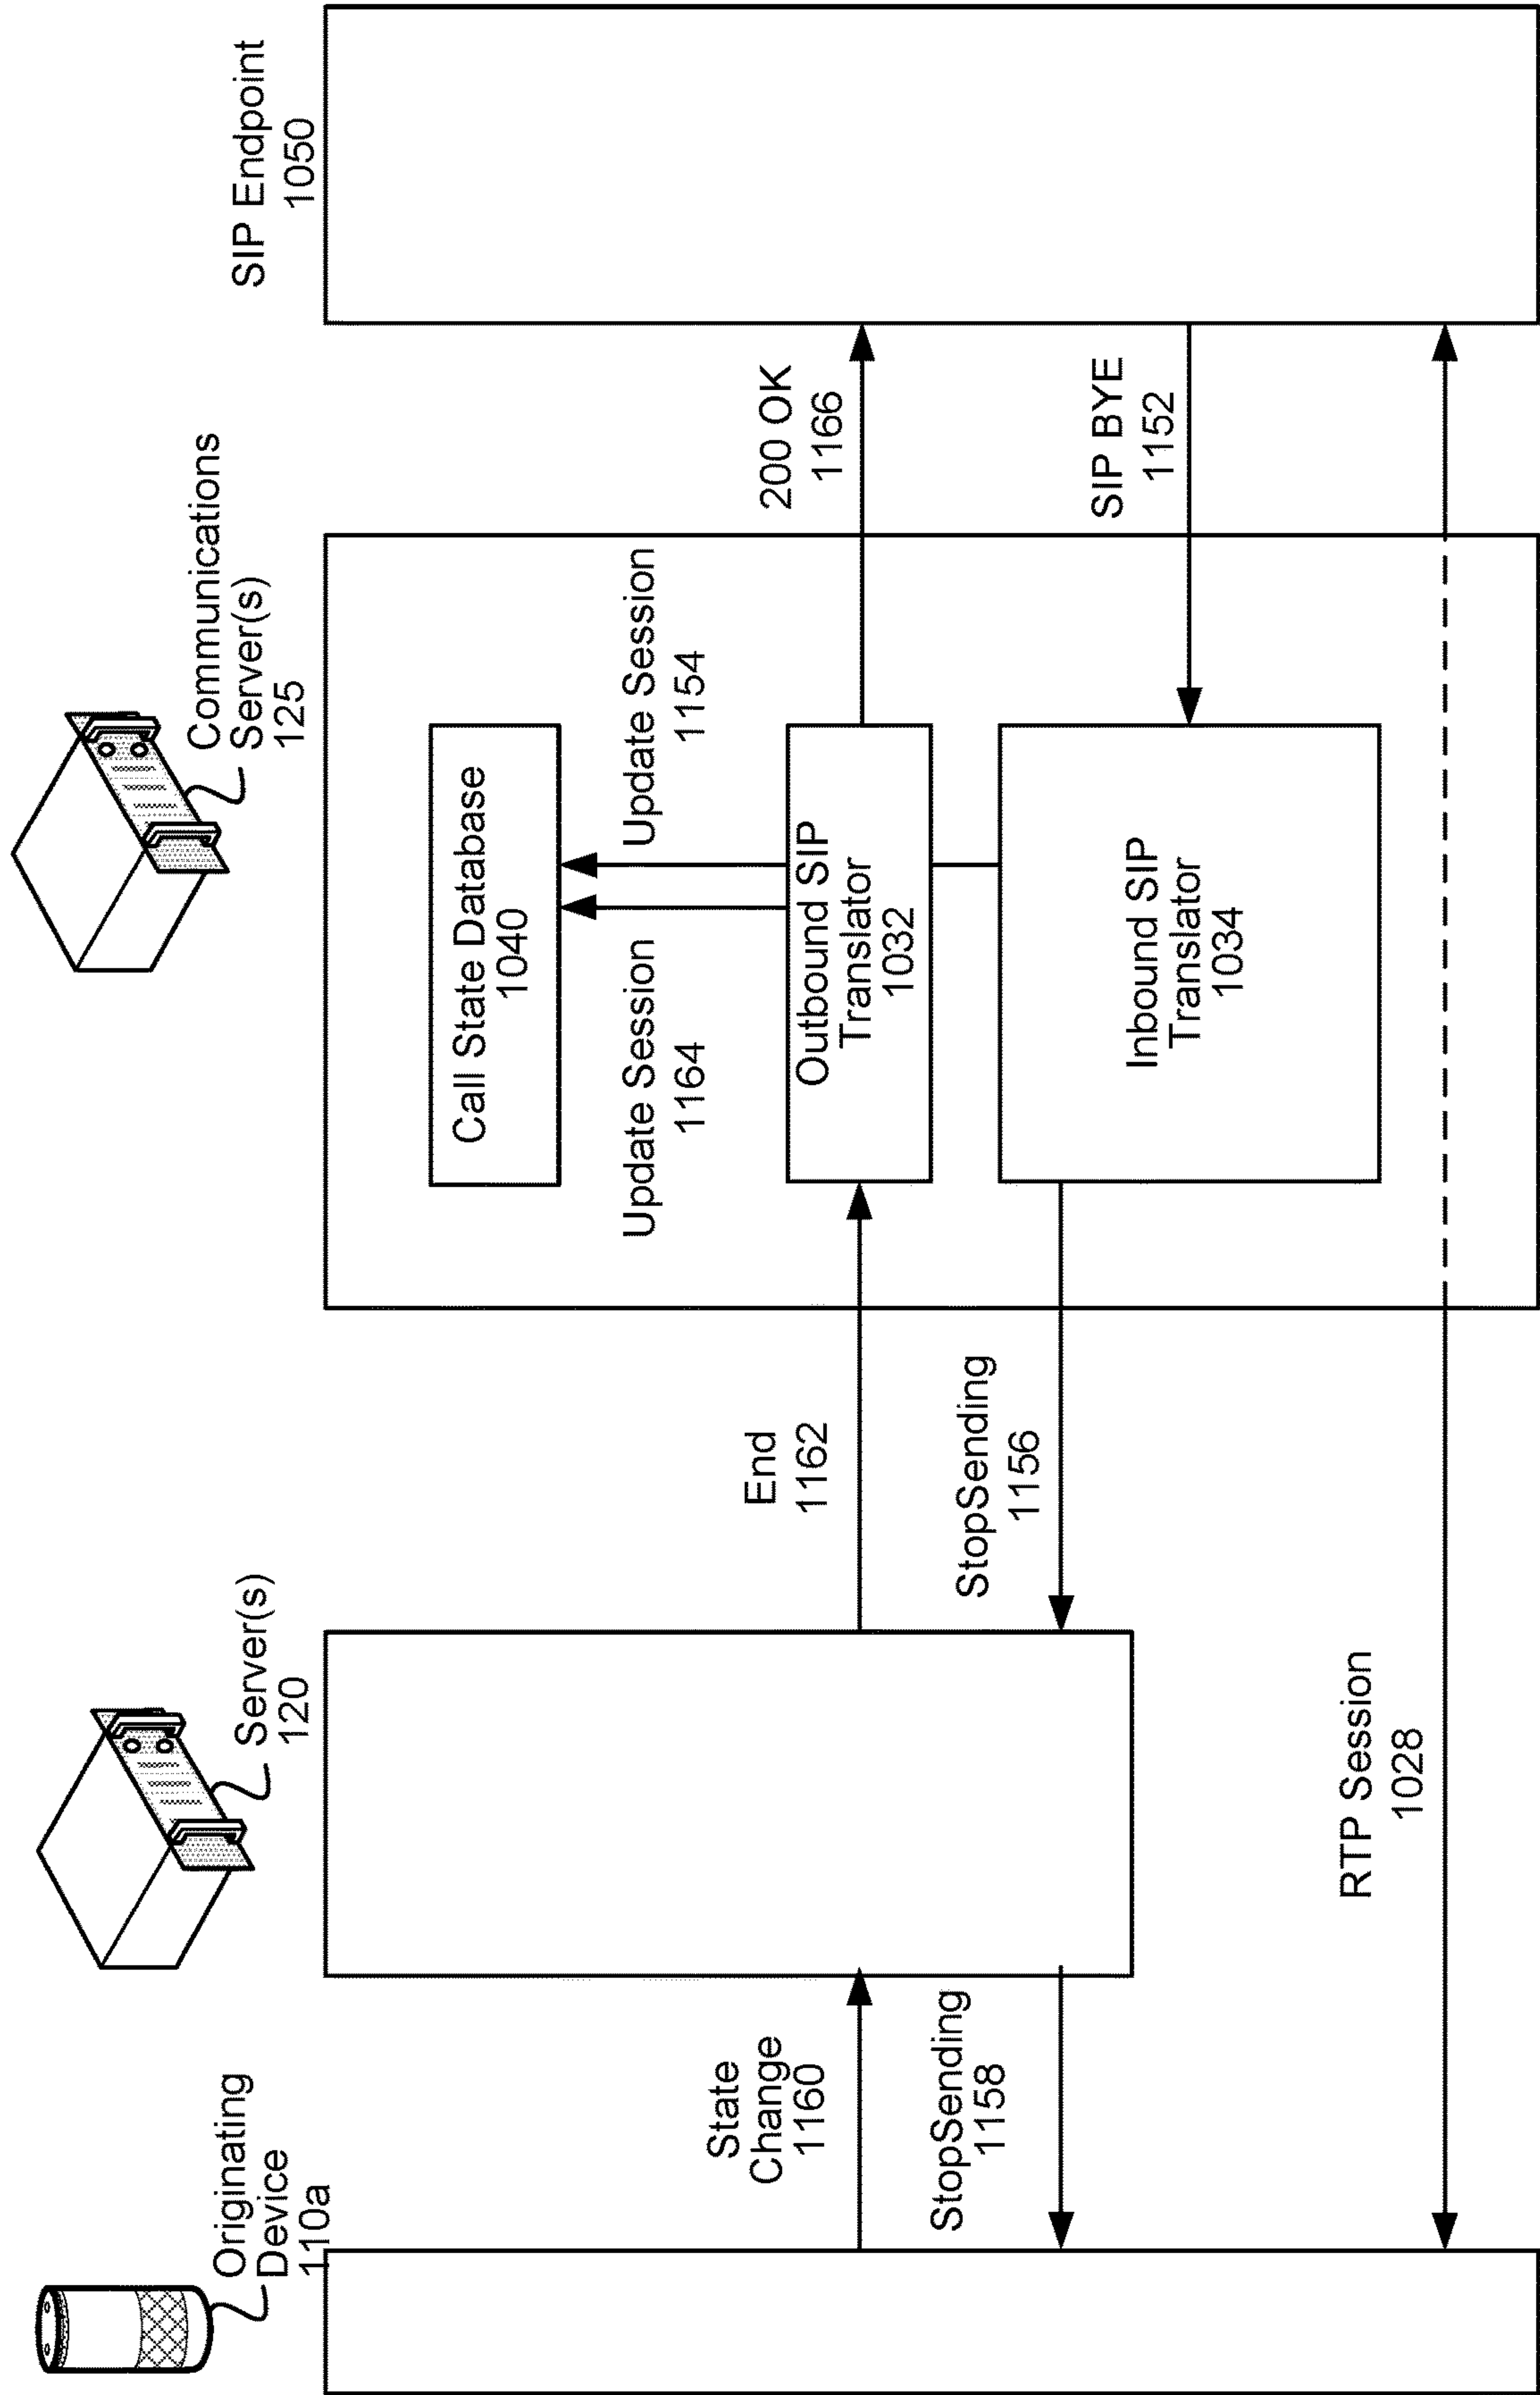 Originating
Device
110a
Server(s)
120
Communications
Server(s)
125
SIP Endpoint
1050
Call State Database
1040
Update Session
1164
Update Session
1154
State
Change
1160
End
1162
Outbound SIP
Translator
1032
200 OK
1166
StopSending
1158
StopSending
1156
Inbound SIP
Translator
1034
SIP BYE
1152
RTP Session
1028